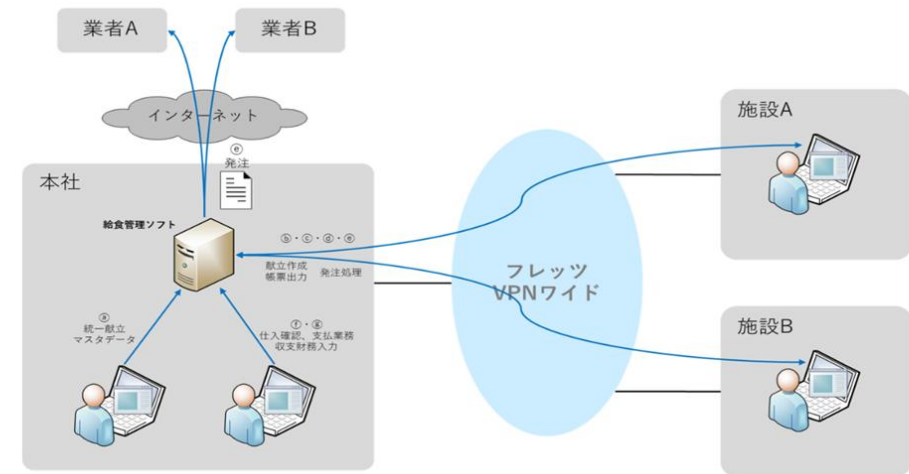 業者A
業者B
インターネット
ⓔ
発注
本社
給食管理ソフト
ⓑ・ⓒ・ⓓ・ⓔ
献立作成 発注処理
帳票出力
ⓐ
統一献立
マスタデータ
ⓕ・ⓖ
仕入確認、支払業務
収支財務入力
フレッツ
VPNワイド
施設A
施設B